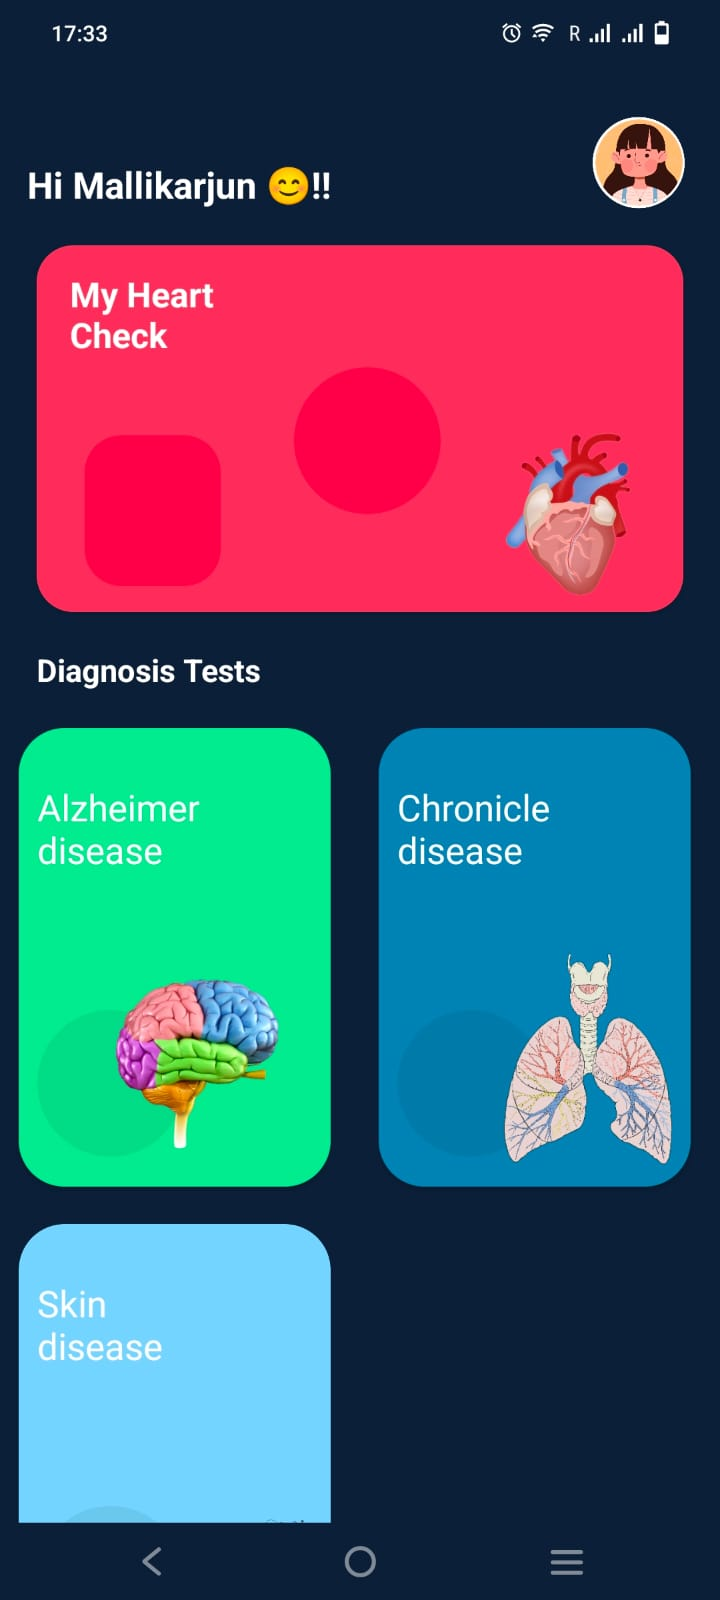 17:33
R
Hi Mallikarjun 😊!!
My Heart
Check
Diagnosis Tests
Alzheimer
disease
Chronicle
disease
Skin
disease